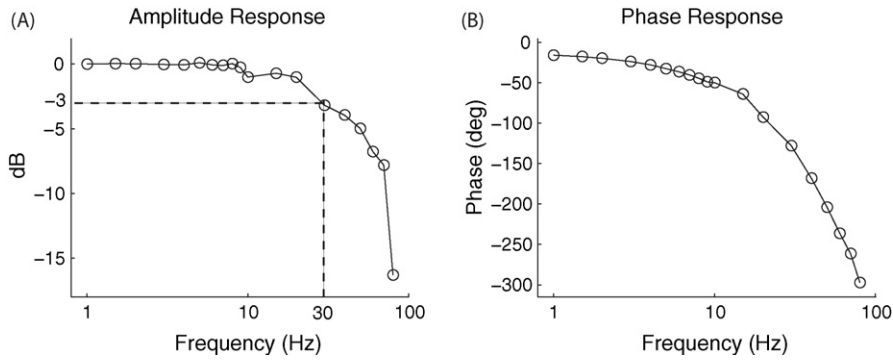 (A) Amplitude Response
0
−3
−5
−10
−15
dB
1 10 30 100
Frequency (Hz)
(B) Phase Response
0
−50
−100
−150
−200
−250
−300
Phase (deg)
1 10 100
Frequency (Hz)